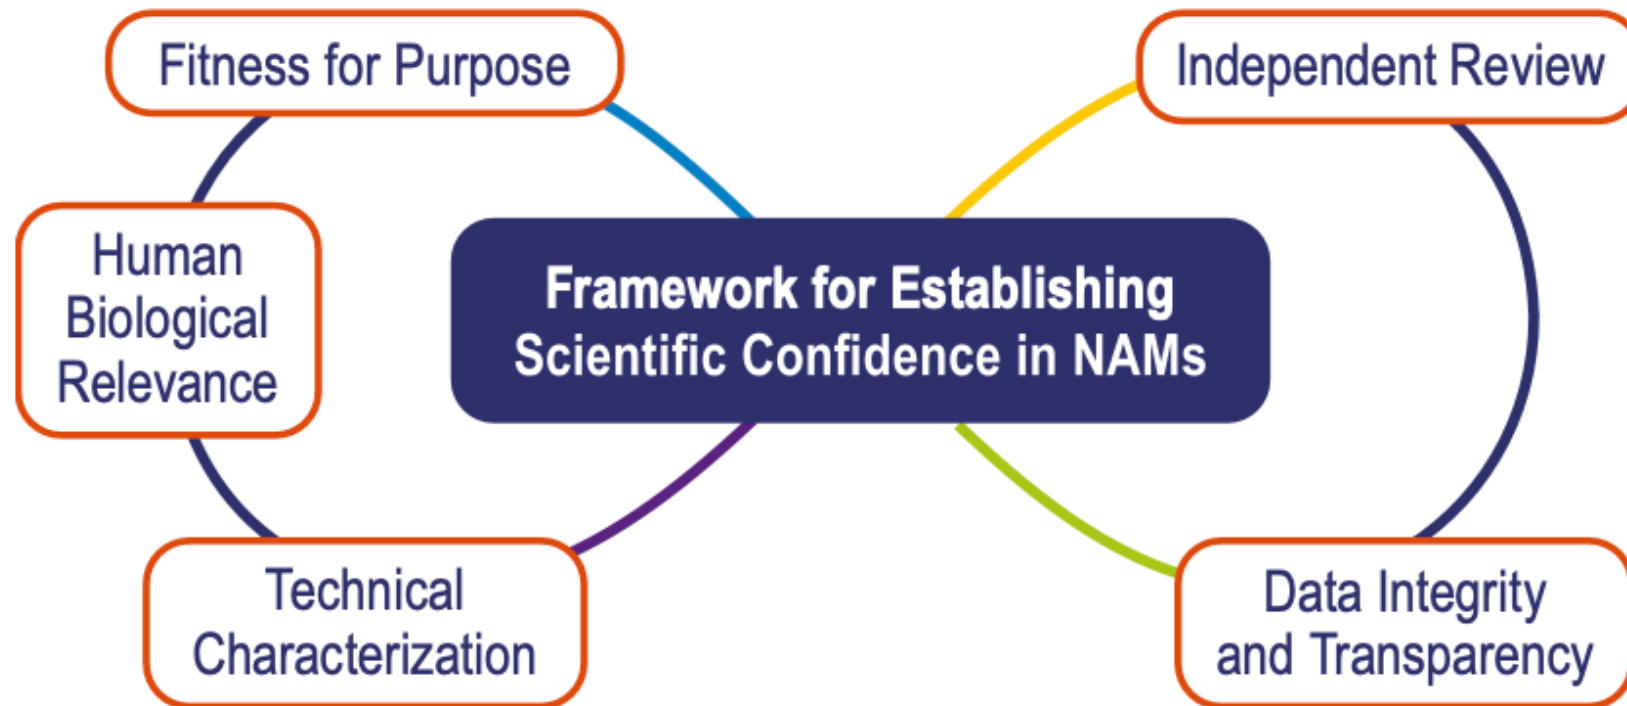 Fitness for Purpose
Independent Review
Human
Biological
Relevance
Framework for Establishing
Scientific Confidence in NAMs
Technical
Characterization
Data Integrity
and Transparency